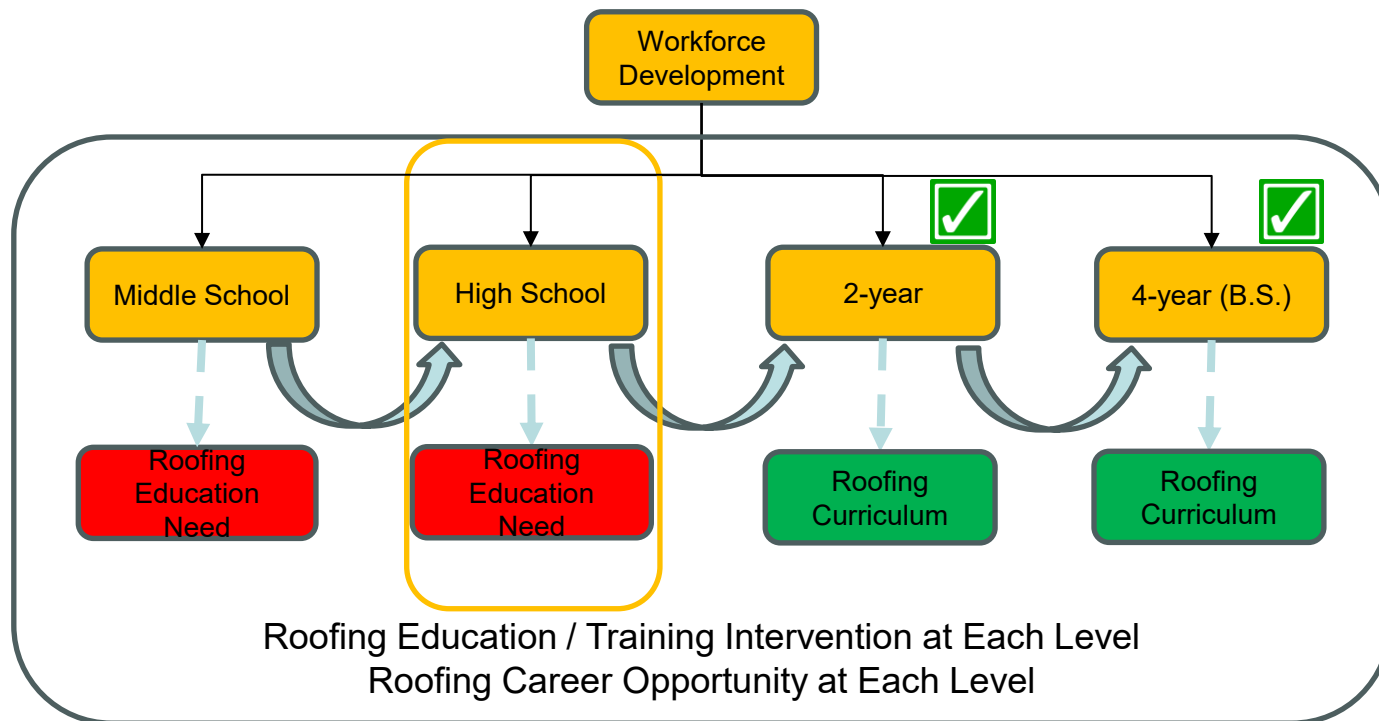 Workforce
Development
Middle School
High School
2-year
4-year (B.S.)
Roofing
Education
Need
Roofing
Education
Need
Roofing
Curriculum
Roofing
Curriculum
Roofing Education / Training Intervention at Each Level
Roofing Career Opportunity at Each Level